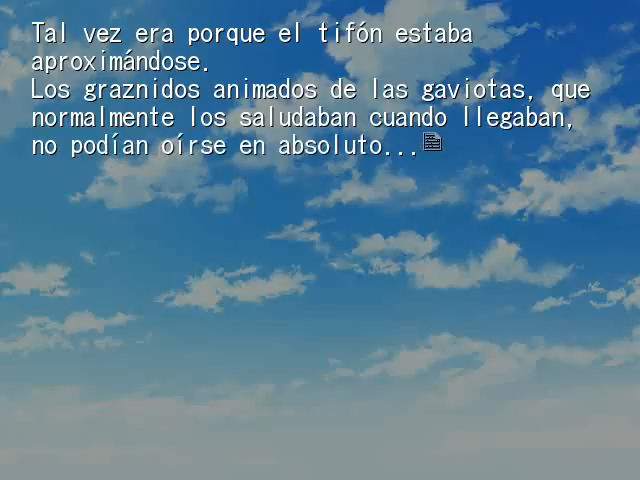 Tal vez era porque el tifón estaba
aproximándose.
Los graznidos animados de las gaviotas, que
normalmente los saludaban cuando llegaban,
no podían oírse en absoluto...